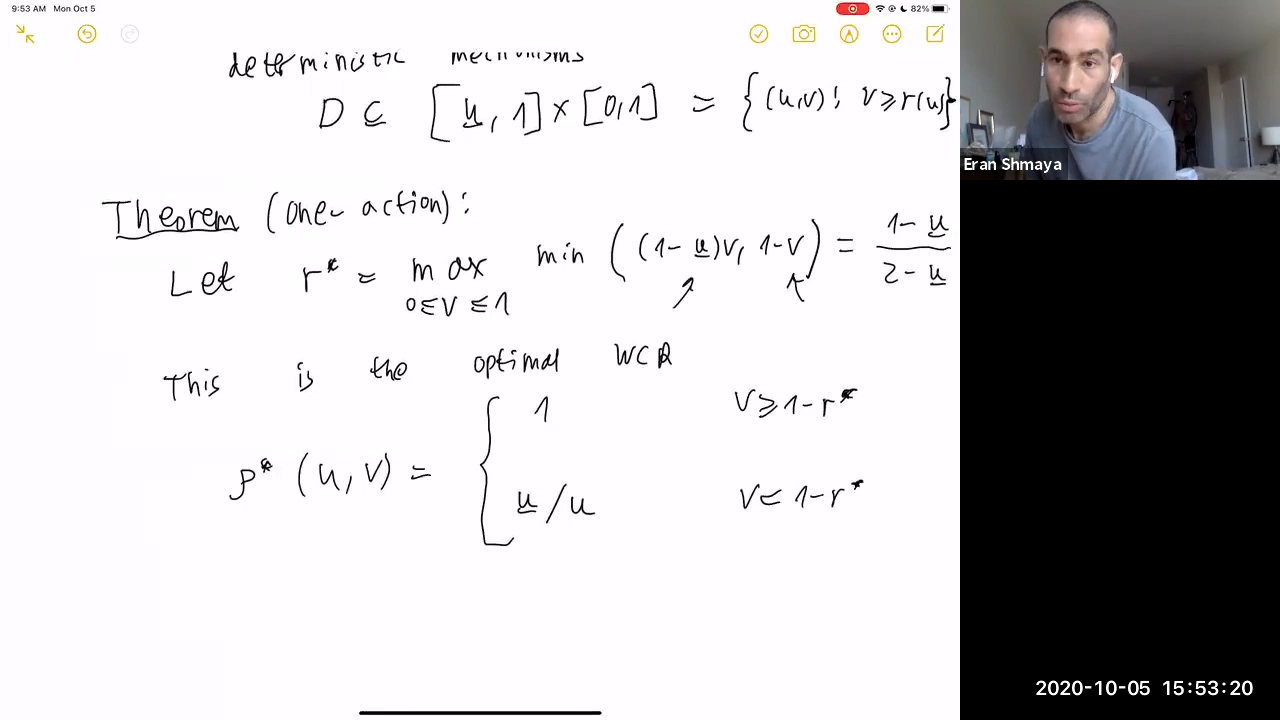 9:53 AM Mon Oct 5
82%
deterministic mechanisms
D ⊆ [u̲, 1] × [0,1] = {(u,v): v ≥ r(u)}
Eran Shmaya
Theorem (one-action):
Let r* = max min ((1-u̲)v, 1-v) = 1-u̲ / 2-u̲
0≤v≤1
This is the optimal WCR
1 v ≥ 1-r*
ρ* (u,v) =
u̲/u v < 1-r*
2020-10-05 15:53:20